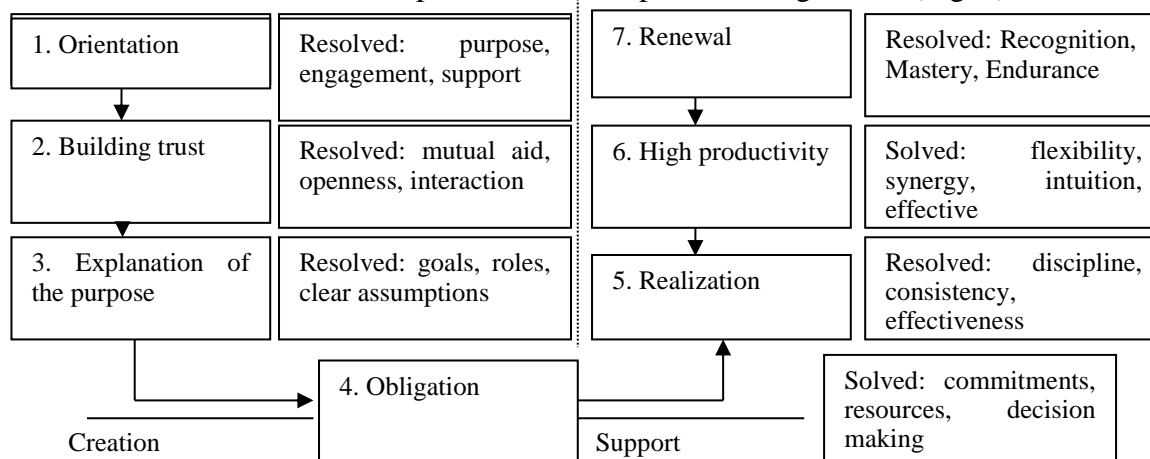 1. Orientation
Resolved: purpose,
engagement, support
2. Building trust
Resolved: mutual aid,
openness, interaction
3. Explanation of
the purpose
Resolved: goals, roles,
clear assumptions
4. Obligation
Solved: commitments,
resources, decision
making
7. Renewal
Resolved: Recognition,
Mastery, Endurance
6. High productivity
Solved: flexibility,
synergy, intuition,
effective
5. Realization
Resolved: discipline,
consistency,
effectiveness
Creation
Support